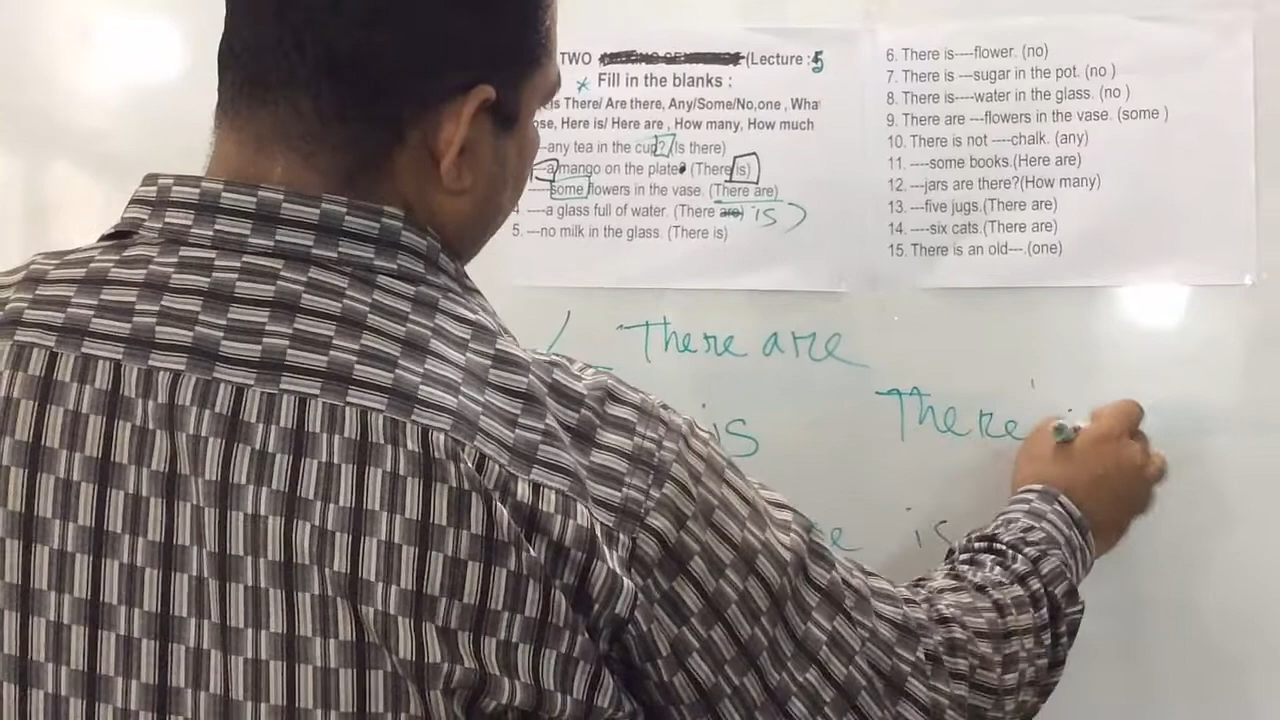 TWO (Lecture : 5
* Fill in the blanks :
is There/ Are there, Any/Some/No,one , Wha
ose, Here is/ Here are , How many, How much
---any tea in the cup? (Is there)
a mango on the plate (There is)
----some flowers in the vase. (There are)
4 ----a glass full of water. (There are) is)
5. ---no milk in the glass. (There is)
6. There is----flower. (no)
7. There is ---sugar in the pot. (no )
8. There is----water in the glass. (no )
9. There are ---flowers in the vase. (some )
10. There is not ----chalk. (any)
11. ----some books.(Here are)
12. ---jars are there?(How many)
13. ---five jugs.(There are)
14. ----six cats.(There are)
15. There is an old---.(one)
There are
is There
is